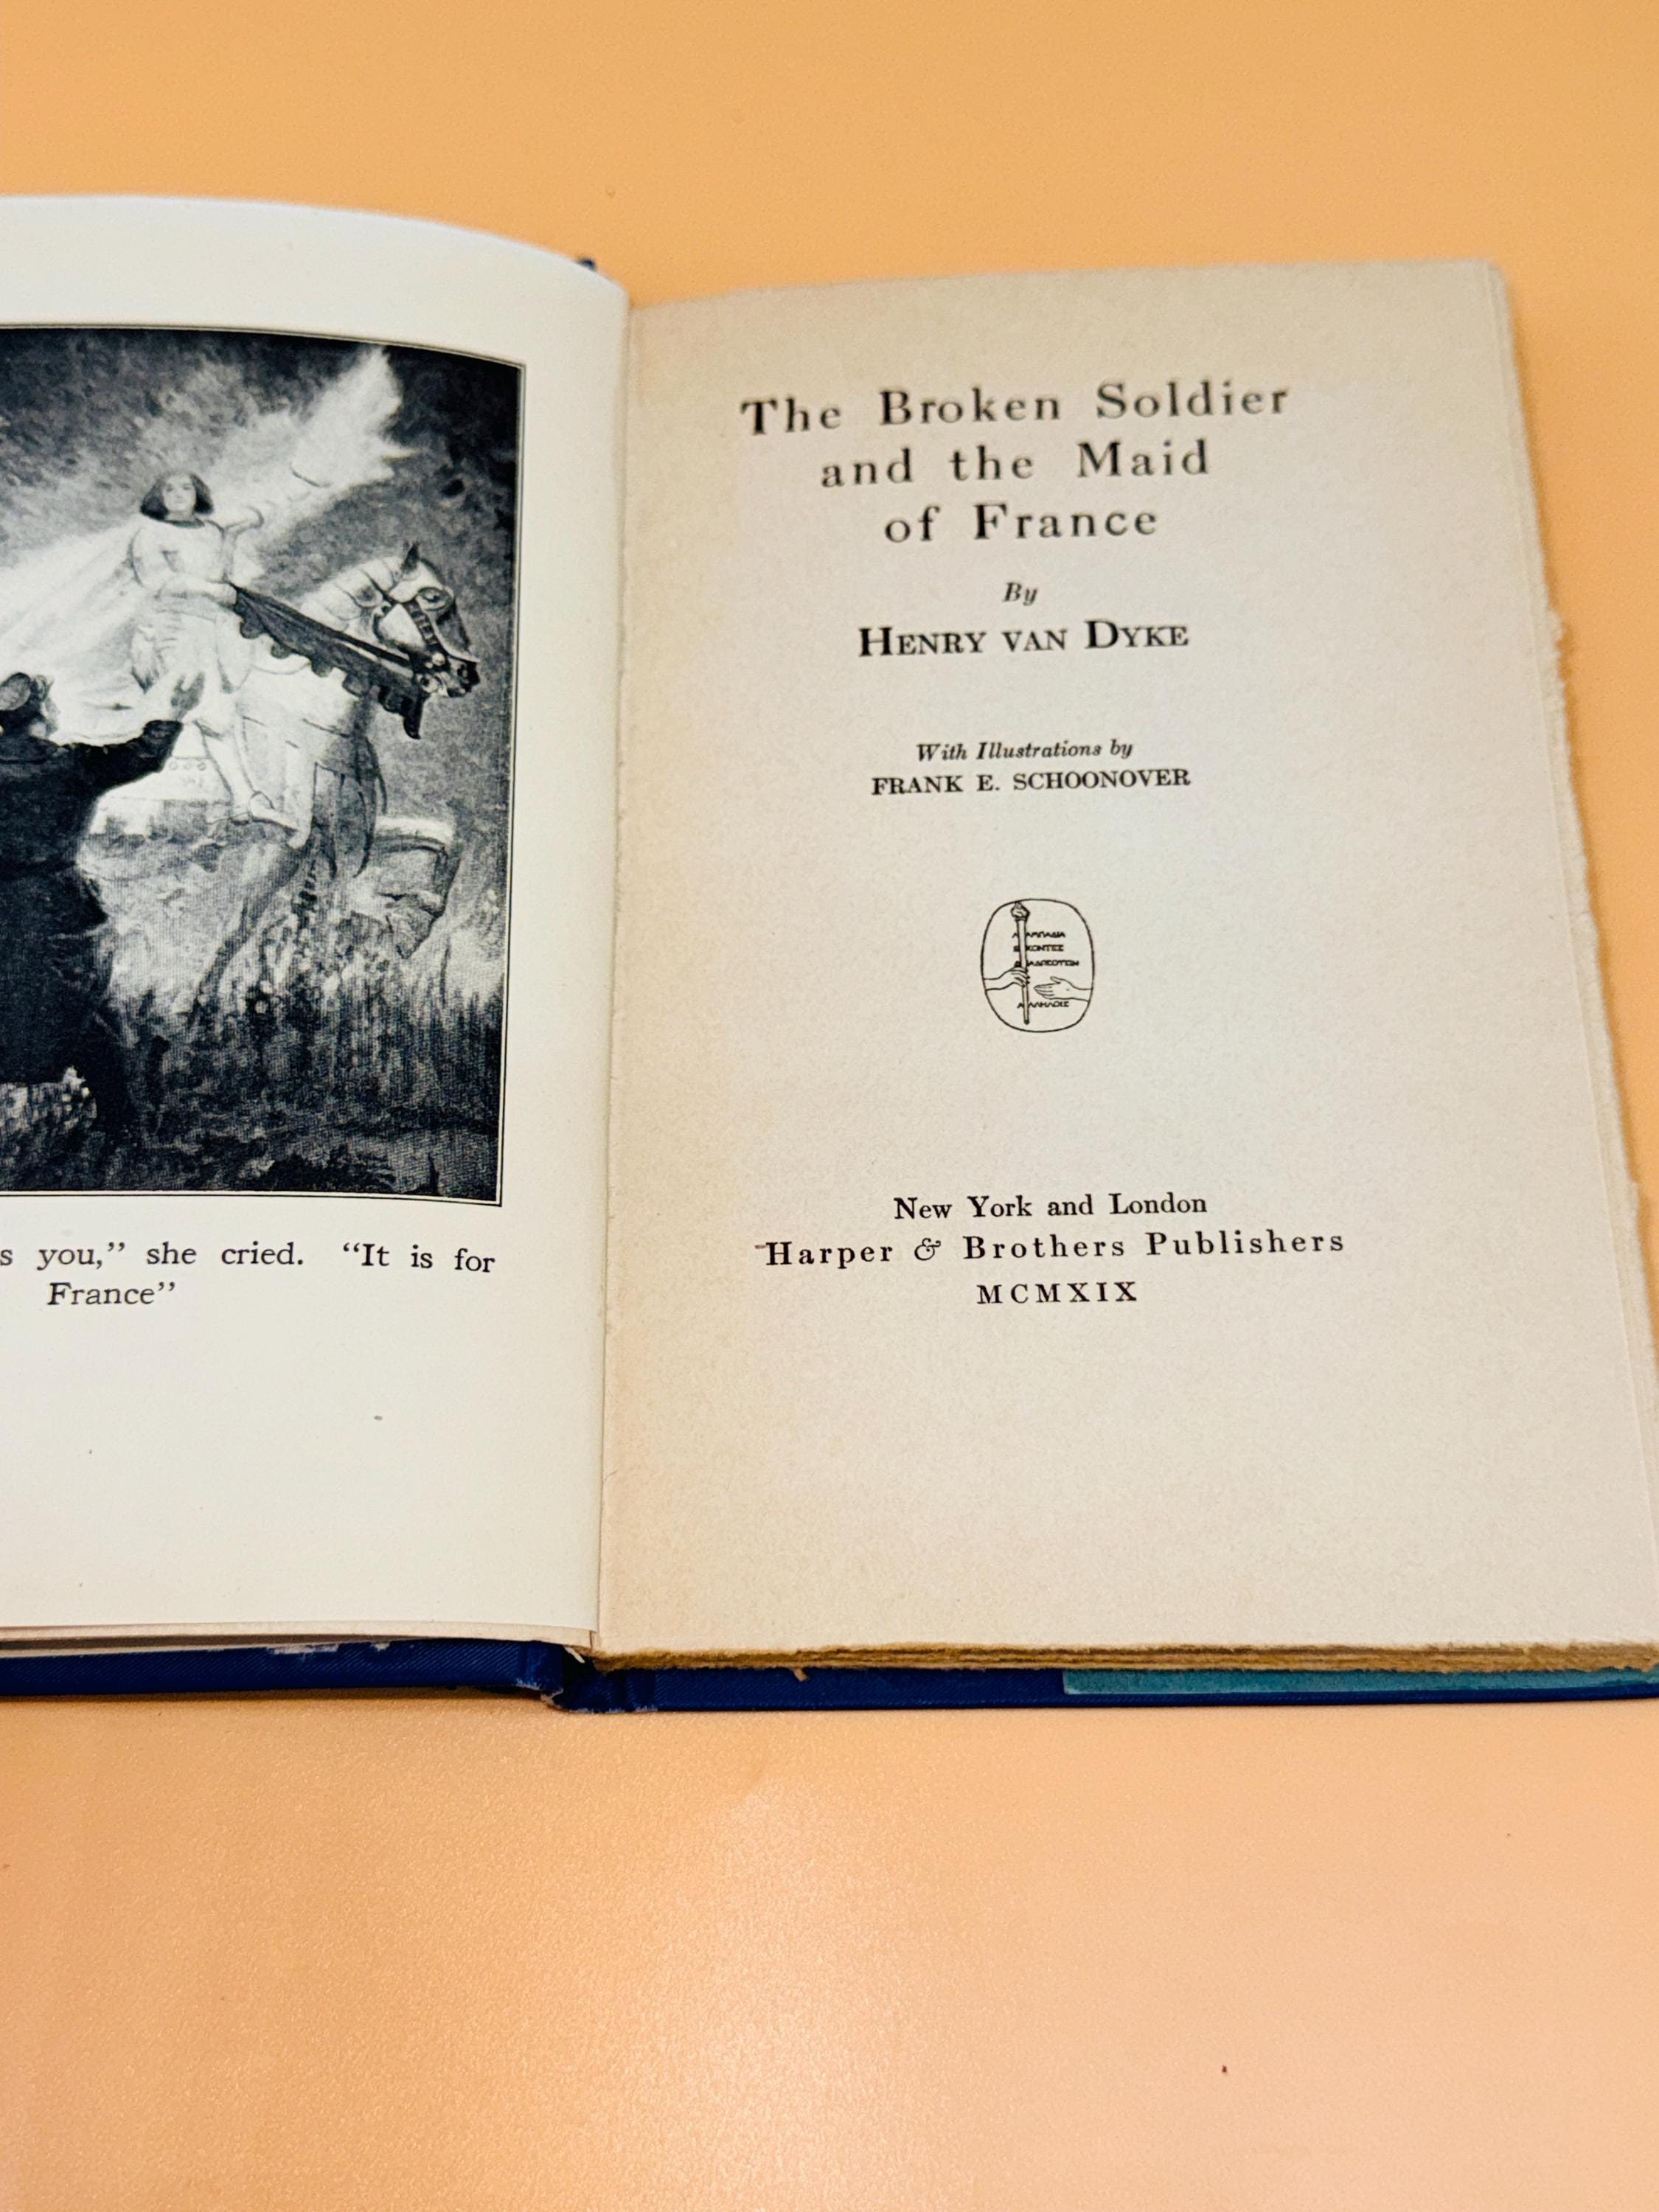 s you,” she cried. “It is for
France”
The Broken Soldier
and the Maid
of France
By
HENRY VAN DYKE
With Illustrations by
FRANK E. SCHOONOVER
New York and London
Harper & Brothers Publishers
MCMXIX